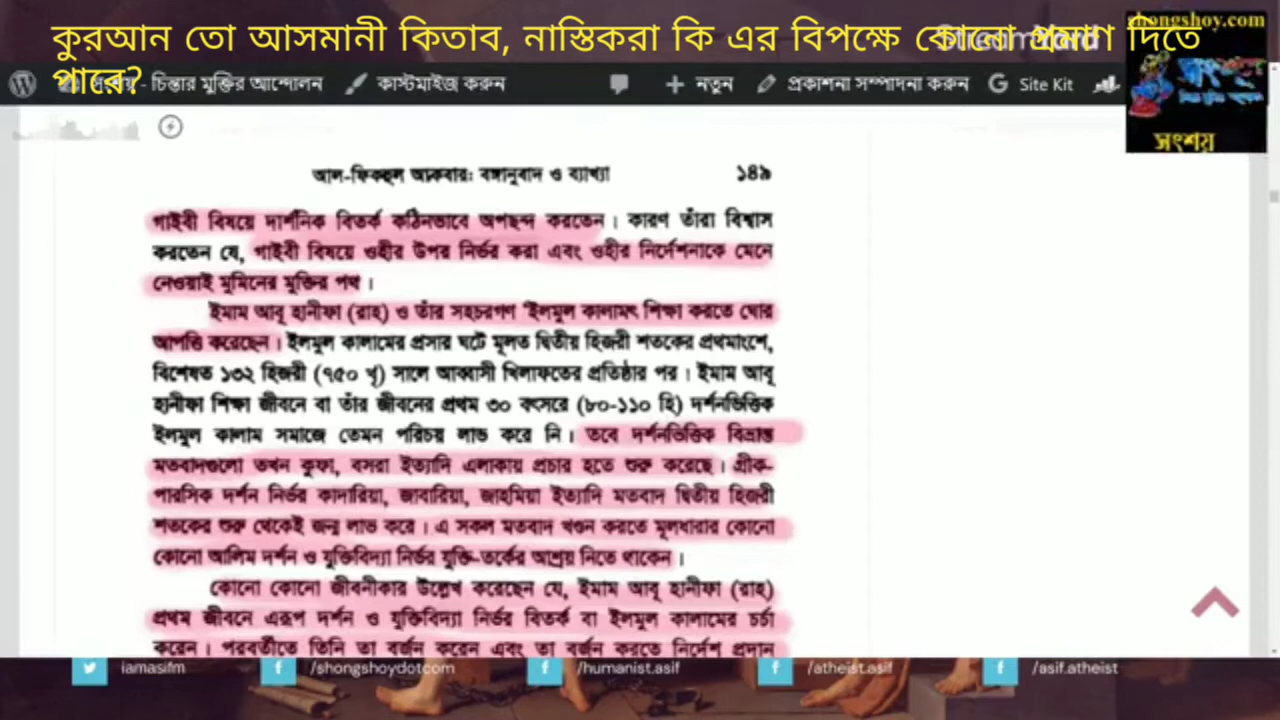 কুরআন তো আসমানী কিতাব, নাস্তিকরা কি এর বিপক্ষে কোনো প্রমাণ দিতে
পারে?
shongshoy.com
- চিন্তার মুক্তির আন্দোলন কাস্টমাইজ করুন নতুন প্রকাশনা সম্পাদনা করুন Site Kit
সংশয়
আল-ফিকহুল আকবার: বঙ্গানুবাদ ও ব্যাখ্যা ১৪৯
গাইবী বিষয়ে দার্শনিক বিতর্ক কঠিনভাবে অপছন্দ করতেন। কারণ তাঁরা বিশ্বাস
করতেন যে, গাইবী বিষয়ে ওহীর উপর নির্ভর করা এবং ওহীর নির্দেশনাকে মেনে
নেওয়াই মুমিনের মুক্তির পথ।
ইমাম আবূ হানীফা (রাহ) ও তাঁর সহচরগণ 'ইলমুল কালামৎ শিক্ষা করতে ঘোর
আপত্তি করেছেন। ইলমুল কালামের প্রসার ঘটে মূলত দ্বিতীয় হিজরী শতকের প্রথমাংশে,
বিশেষত ১৩২ হিজরী (৭৫০ খৃ) সালে আব্বাসী খিলাফতের প্রতিষ্ঠার পর। ইমাম আবূ
হানীফা শিক্ষা জীবনে বা তাঁর জীবনের প্রথম ৩০ বৎসরে (৮০-১১০ হি) দর্শনভিত্তিক
ইলমুল কালাম সমাজে তেমন পরিচয় লাভ করে নি। তবে দর্শনভিত্তিক বিভ্রান্ত
মতবাদগুলো তখন কুফা, বসরা ইত্যাদি এলাকায় প্রচার হতে শুরু করেছে। গ্রীক-
পারসিক দর্শন নির্ভর কাদারিয়া, জাবারিয়া, জাহমিয়া ইত্যাদি মতবাদ দ্বিতীয় হিজরী
শতকের শুরু থেকেই জন্ম লাভ করে। এ সকল মতবাদ খণ্ডন করতে মূলধারার কোনো
কোনো আলিম দর্শন ও যুক্তিবিদ্যা নির্ভর যুক্তি-তর্কের আশ্রয় নিতে থাকেন।
কোনো কোনো জীবনীকার উল্লেখ করেছেন যে, ইমাম আবূ হানীফা (রাহ)
প্রথম জীবনে এরূপ দর্শন ও যুক্তিবিদ্যা নির্ভর বিতর্ক বা ইলমুল কালামের চর্চা
করেন। পরবর্তীতে তিনি তা বর্জন করেন এবং তা বর্জন করতে নির্দেশ প্রদান
iamasifm /shongshoydotcom /humanist.asif /atheist.asif /asif.atheist